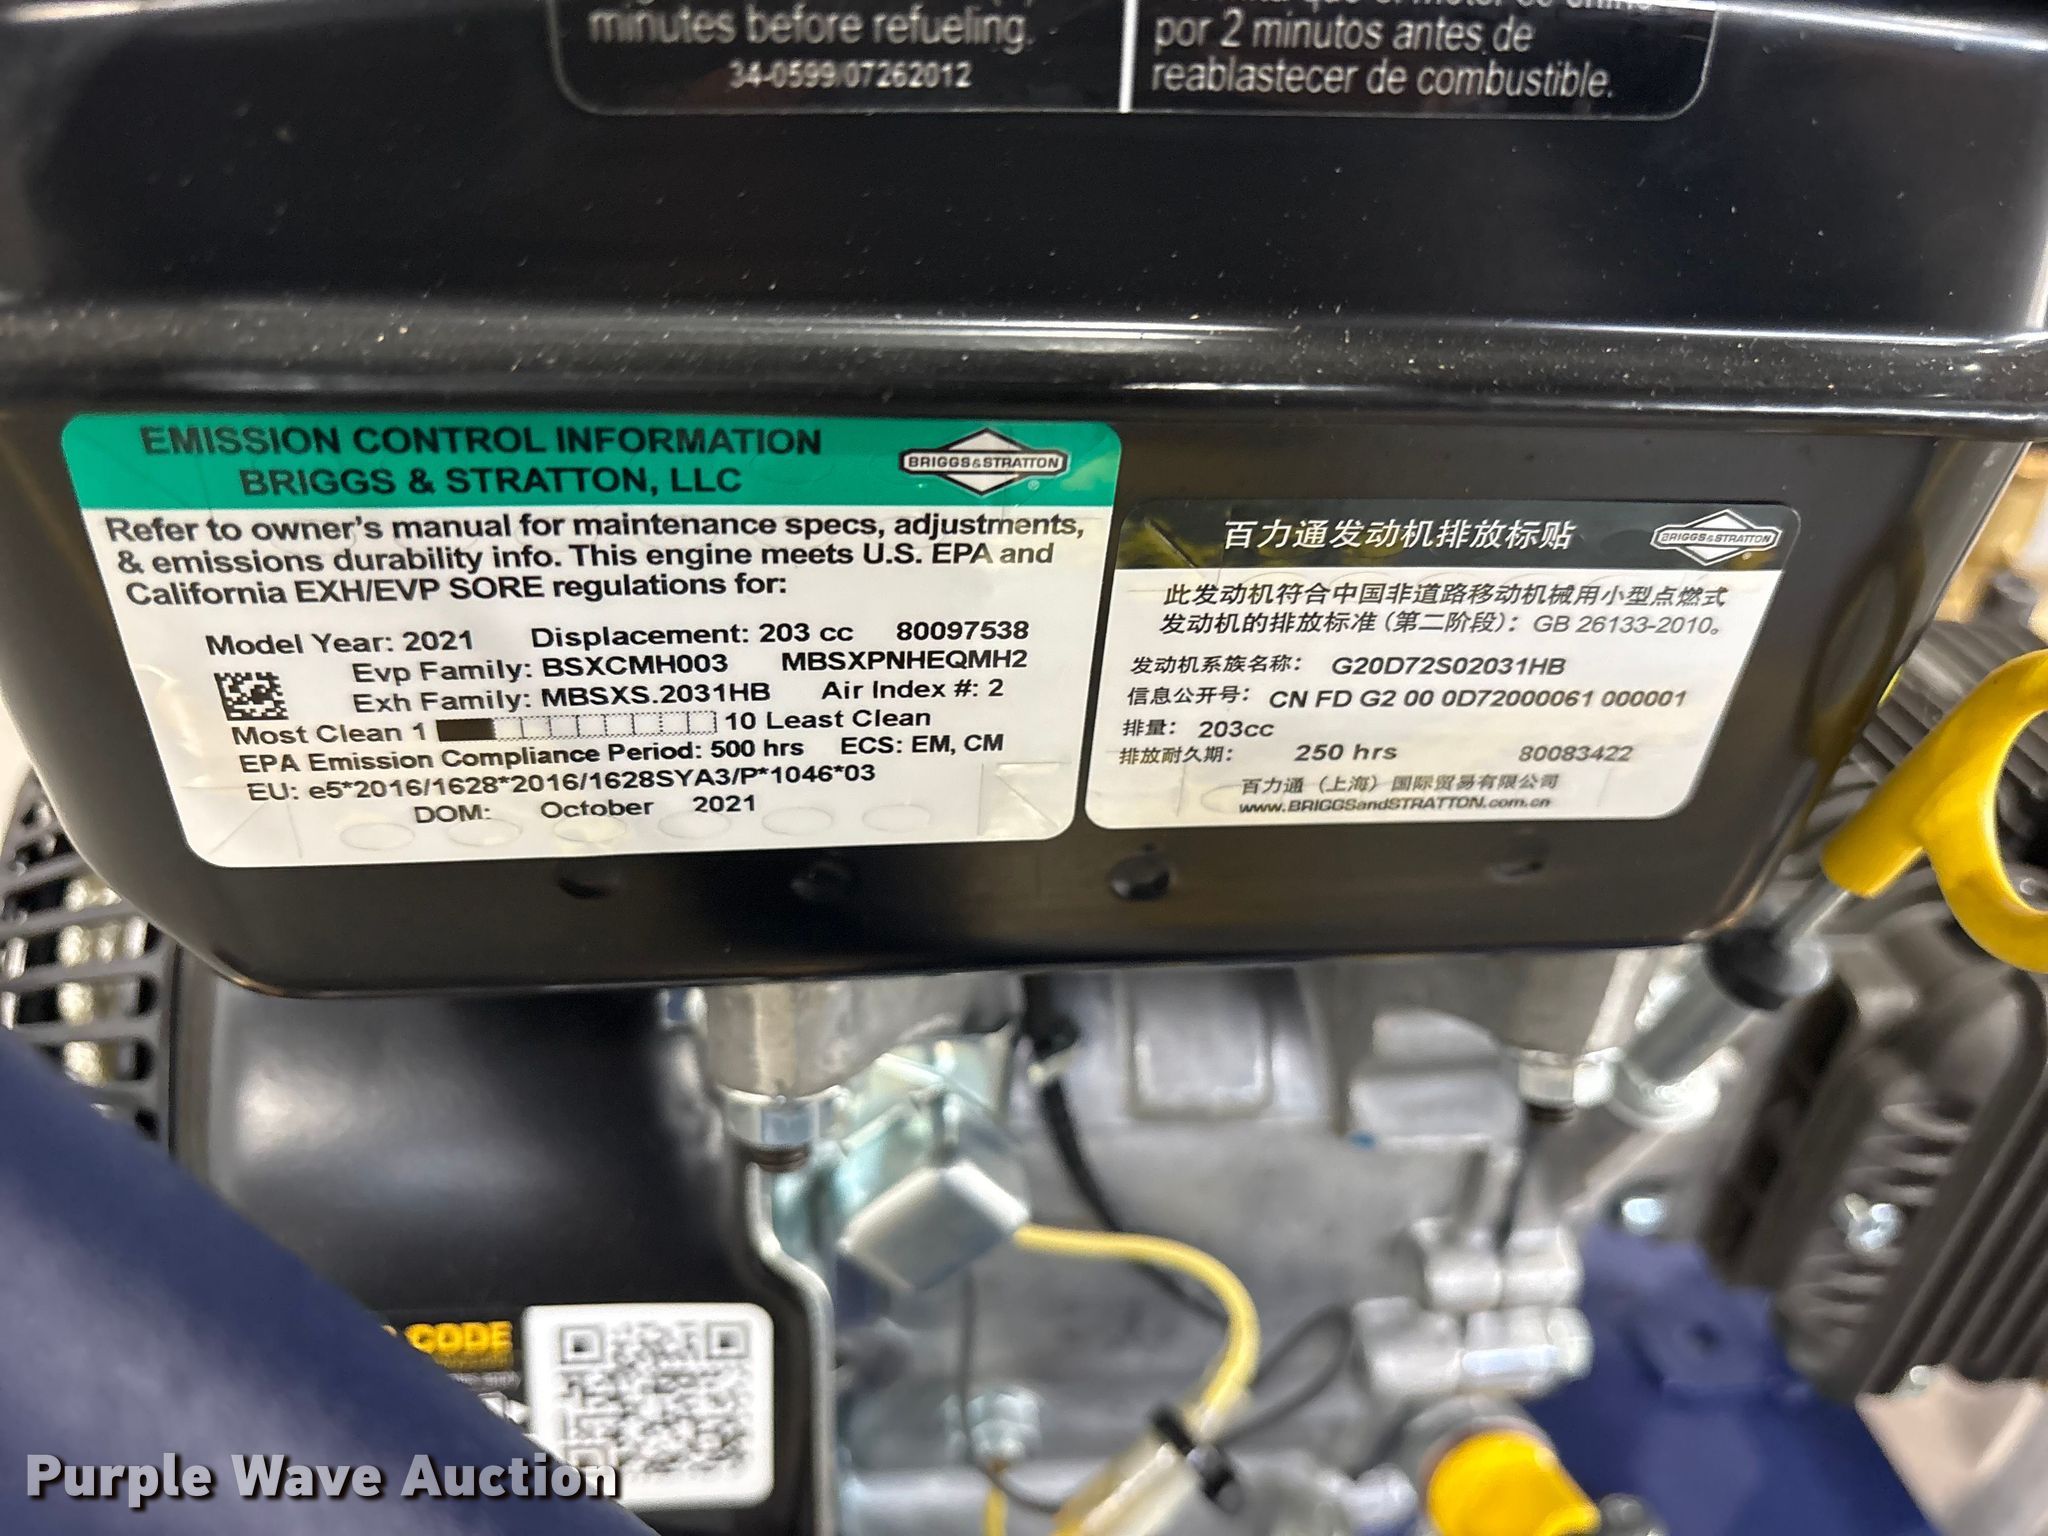 minutes before refueling.
34-0599/07262012
por 2 minutos antes de
reablastecer de combustible.
EMISSION CONTROL INFORMATION
BRIGGS & STRATTON, LLC
BRIGGS&STRATTON
Refer to owner's manual for maintenance specs, adjustments,
& emissions durability info. This engine meets U.S. EPA and
California EXH/EVP SORE regulations for:
Model Year: 2021 Displacement: 203 cc 80097538
Evp Family: BSXCMH003 MBSXPNHEQMH2
Exh Family: MBSXS.2031HB Air Index #: 2
Most Clean 1 10 Least Clean
EPA Emission Compliance Period: 500 hrs ECS: EM, CM
EU: e5*2016/1628*2016/1628SYA3/P*1046*03
DOM: October 2021
百力通发动机排放标贴
BRIGGS&STRATTON
此发动机符合中国非道路移动机械用小型点燃式
发动机的排放标准(第二阶段): GB 26133-2010。
发动机系族名称: G20D72S02031HB
信息公开号: CN FD G2 00 0D72000061 000001
排量: 203cc
排放耐久期: 250 hrs 80083422
百力通（上海）国际贸易有限公司
www.BRIGGSandSTRATTON.com.cn
CODE
Purple Wave Auction